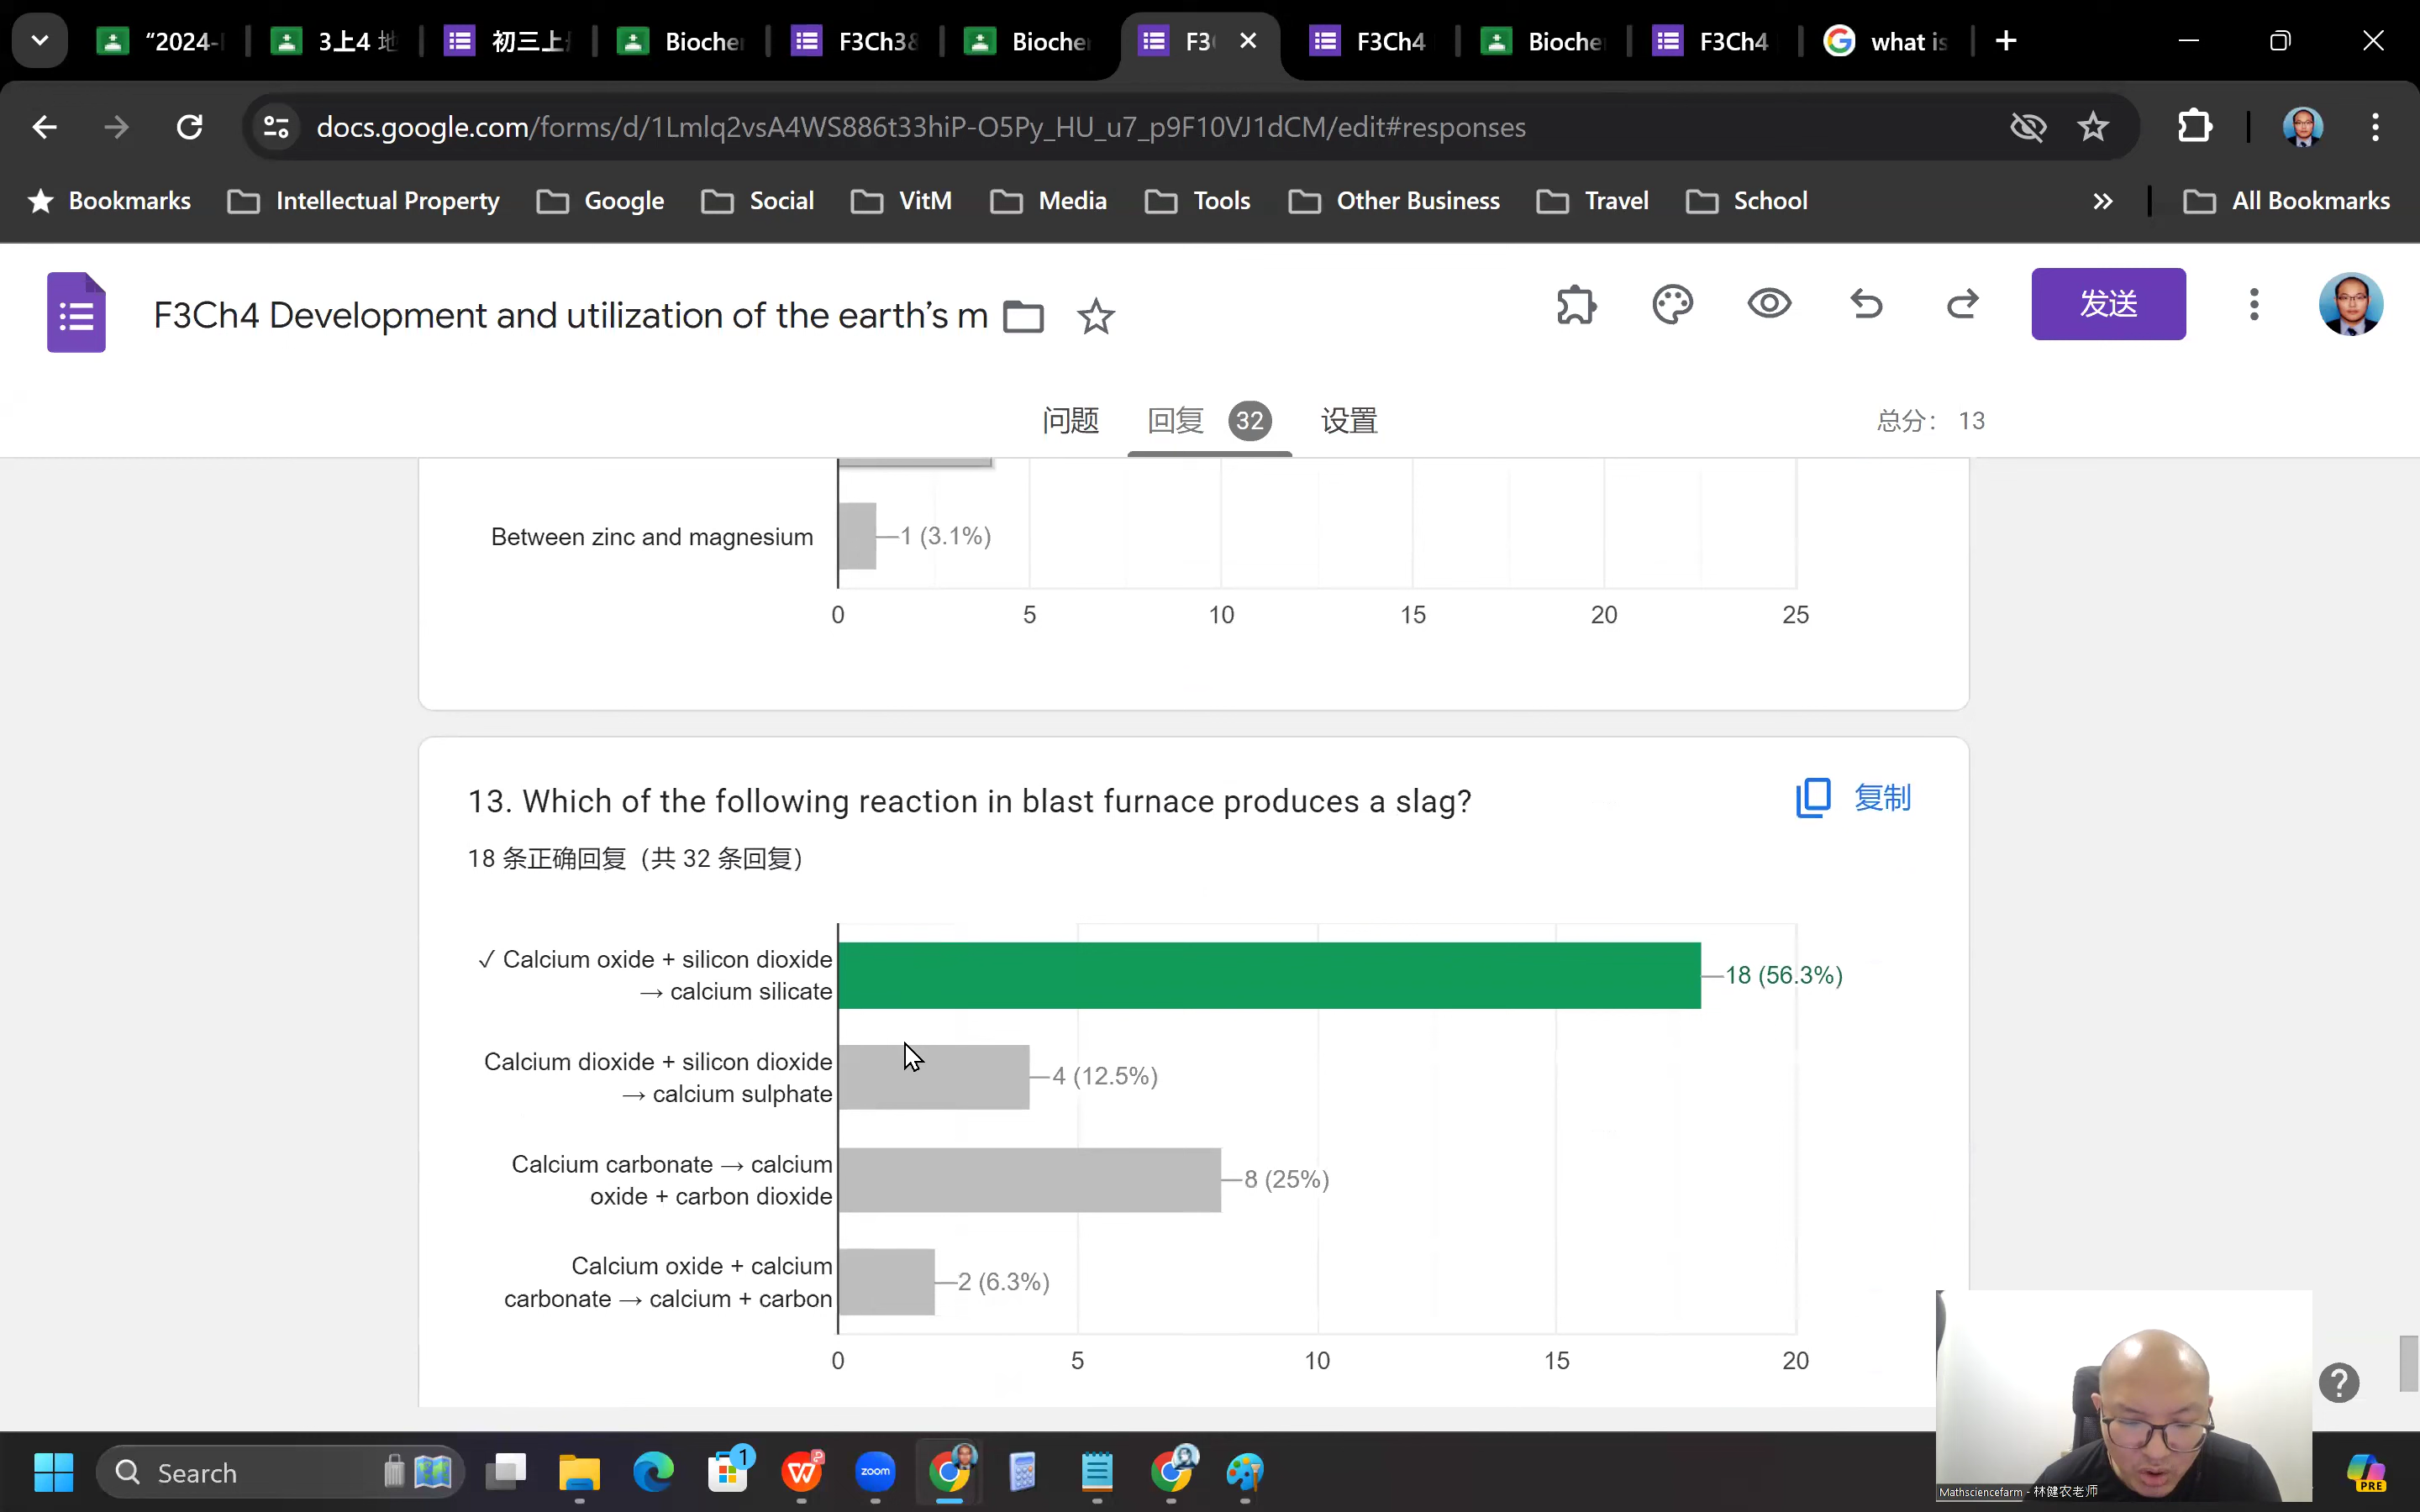 “2024-
3上4 地
初三上
Biocher
F3Ch3&
Biocher
F3
F3Ch4
Bioche
F3Ch4
what is
docs.google.com/forms/d/1Lmlq2vsA4WS886t33hiP-O5Py_HU_u7_p9F10VJ1dCM/edit#responses
Bookmarks
Intellectual Property
Google
Social
VitM
Media
Tools
Other Business
Travel
School
All Bookmarks
F3Ch4 Development and utilization of the earth’s m
发送
问题
回复 32
设置
总分： 13
Between zinc and magnesium
1 (3.1%)
0 5 10 15 20 25
13. Which of the following reaction in blast furnace produces a slag?
复制
18 条正确回复（共 32 条回复）
✓ Calcium oxide + silicon dioxide
→ calcium silicate
18 (56.3%)
Calcium dioxide + silicon dioxide
→ calcium sulphate
4 (12.5%)
Calcium carbonate → calcium
oxide + carbon dioxide
8 (25%)
Calcium oxide + calcium
carbonate → calcium + carbon
2 (6.3%)
0 5 10 15 20
Mathsciencefarm - 林健农老师
Search
1
zoom
PRE